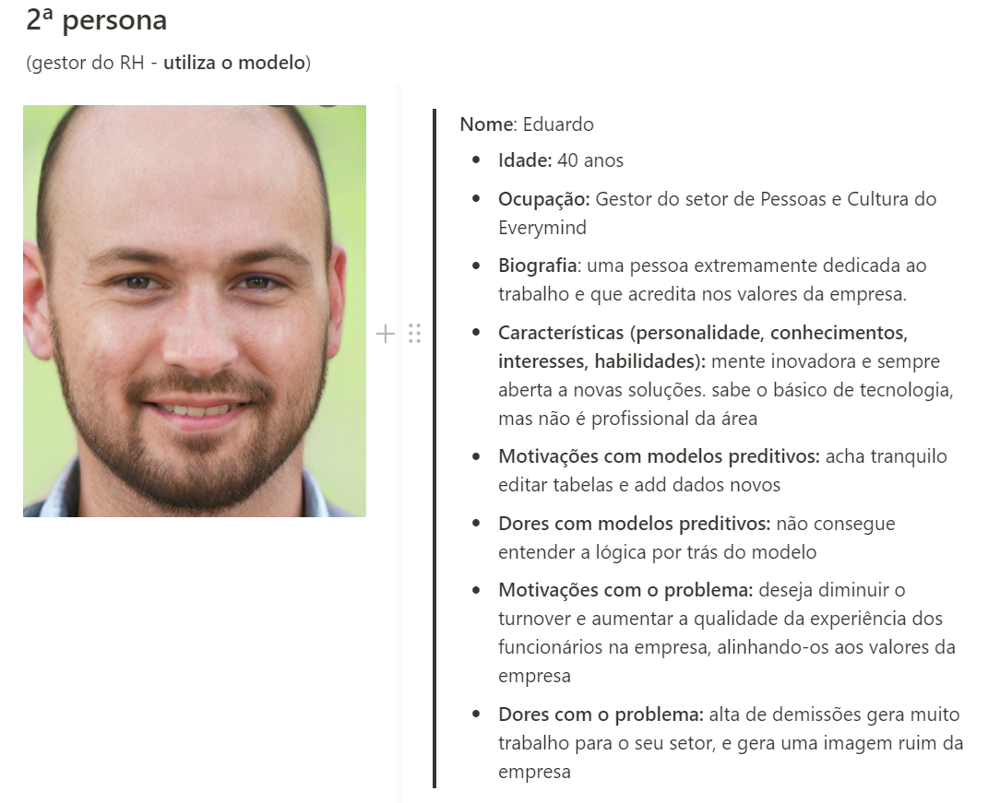 2ª persona
(gestor do RH - utiliza o modelo)
Nome: Eduardo
Idade: 40 anos
Ocupação: Gestor do setor de Pessoas e Cultura do
Everymind
Biografia: uma pessoa extremamente dedicada ao
trabalho e que acredita nos valores da empresa.
Características (personalidade, conhecimentos,
interesses, habilidades): mente inovadora e sempre
aberta a novas soluções. sabe o básico de tecnologia,
mas não é profissional da área
Motivações com modelos preditivos: acha tranquilo
editar tabelas e add dados novos
Dores com modelos preditivos: não consegue
entender a lógica por trás do modelo
Motivações com o problema: deseja diminuir o
turnover e aumentar a qualidade da experiência dos
funcionários na empresa, alinhando-os aos valores da
empresa
Dores com o problema: alta de demissões gera muito
trabalho para o seu setor, e gera uma imagem ruim da
empresa